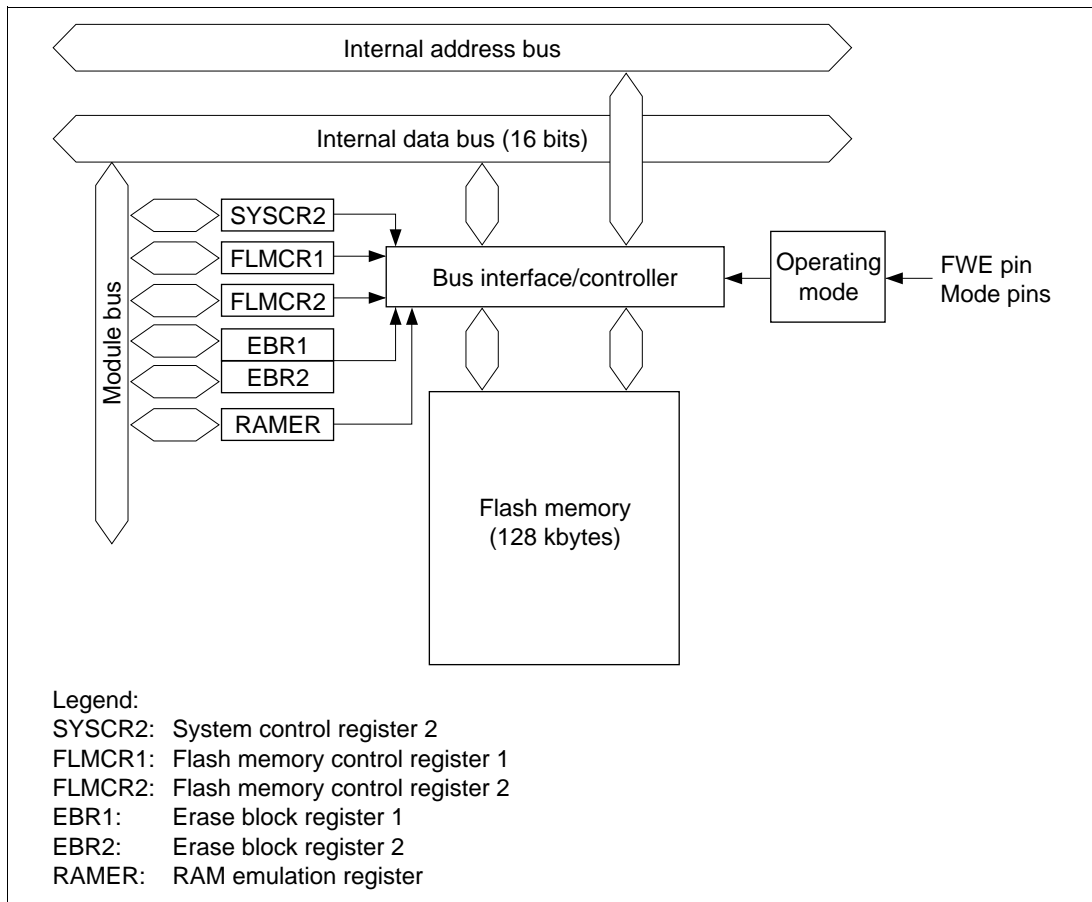 Internal address bus
Internal data bus (16 bits)
Module bus
SYSCR2
FLMCR1
FLMCR2
EBR1
EBR2
RAMER
Bus interface/controller
Operating
mode
FWE pin
Mode pins
Flash memory
(128 kbytes)
Legend:
SYSCR2: System control register 2
FLMCR1: Flash memory control register 1
FLMCR2: Flash memory control register 2
EBR1: Erase block register 1
EBR2: Erase block register 2
RAMER: RAM emulation register